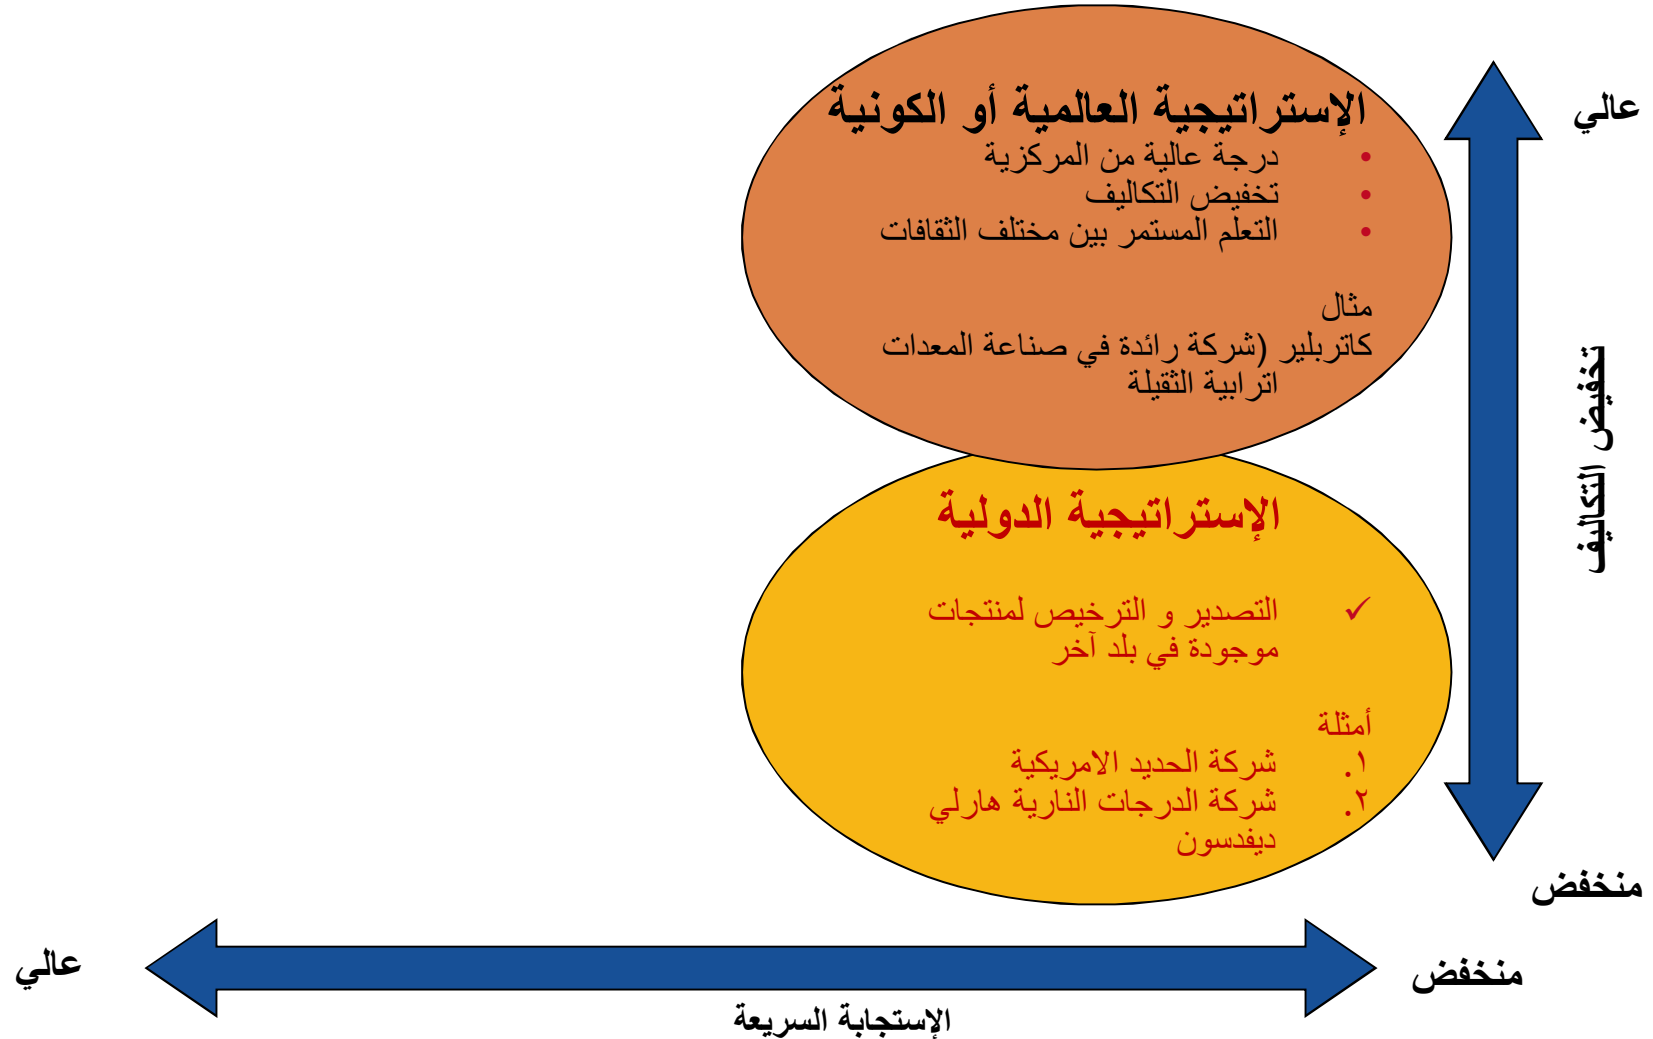 الإستراتيجية العالمية أو الكونية
• درجة عالية من المركزية
• تخفيض التكاليف
• التعلم المستمر بين مختلف الثقافات
مثال
كاتربلير (شركة رائدة في صناعة المعدات
اترابية الثقيلة
الإستراتيجية الدولية
✓ التصدير و الترخيص لمنتجات
موجودة في بلد آخر
أمثلة
١. شركة الحديد الامريكية
٢. شركة الدرجات النارية هارلي
ديفدسون
عالي
تخفيض التكاليف
منخفض
منخفض
عالي
الإستجابة السريعة